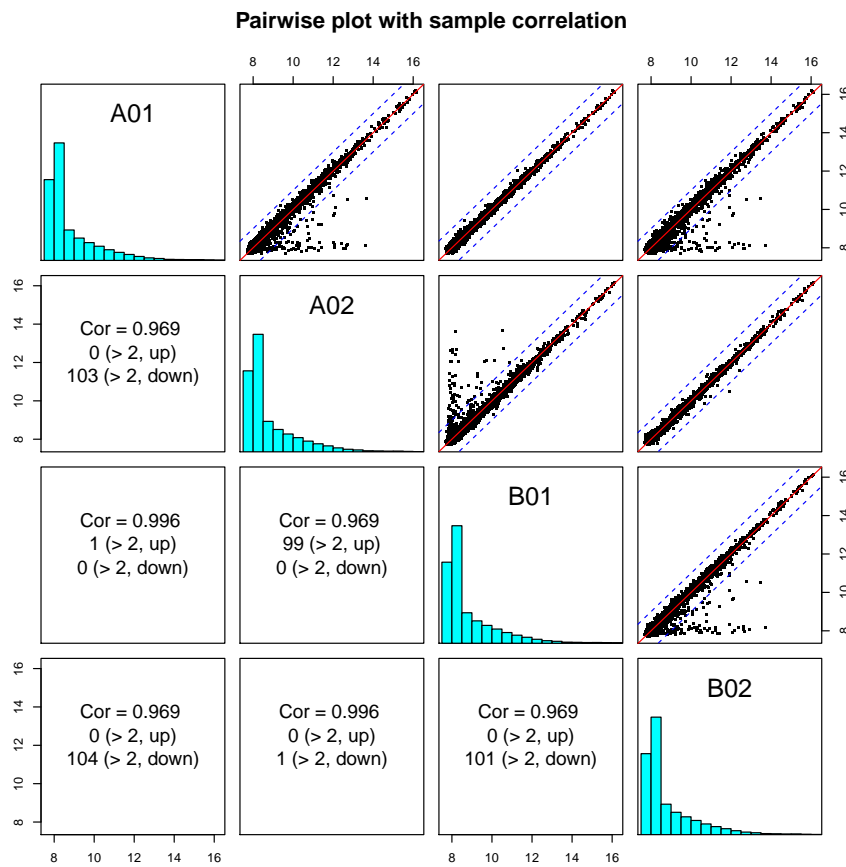 Pairwise plot with sample correlation
8 10 12 14 16
8 10 12 14 16
A01
8 10 12 14 16
8 10 12 14 16
Cor = 0.969
0 (> 2, up)
103 (> 2, down)
A02
Cor = 0.996
1 (> 2, up)
0 (> 2, down)
Cor = 0.969
99 (> 2, up)
0 (> 2, down)
B01
8 10 12 14 16
8 10 12 14 16
Cor = 0.969
0 (> 2, up)
104 (> 2, down)
Cor = 0.996
0 (> 2, up)
1 (> 2, down)
Cor = 0.969
0 (> 2, up)
101 (> 2, down)
B02
8 10 12 14 16
8 10 12 14 16